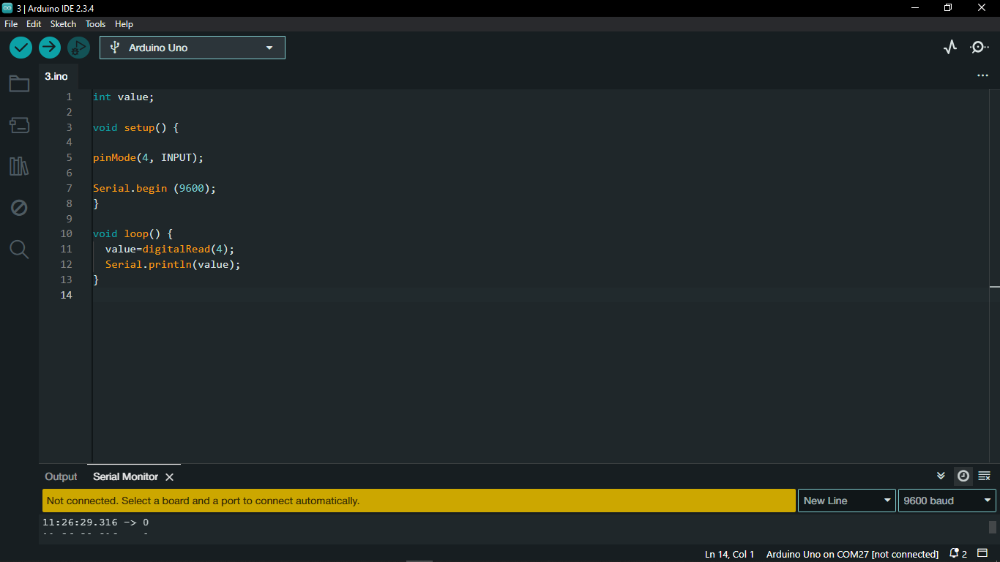 3 | Arduino IDE 2.3.4
File Edit Sketch Tools Help
Arduino Uno
3.ino
1 int value;
2
3 void setup() {
4
5 pinMode(4, INPUT);
6
7 Serial.begin (9600);
8 }
9
10 void loop() {
11 value=digitalRead(4);
12 Serial.println(value);
13 }
14
Output Serial Monitor
Not connected. Select a board and a port to connect automatically. New Line 9600 baud
11:26:29.316 -> 0
Ln 14, Col 1 Arduino Uno on COM27 [not connected] 2